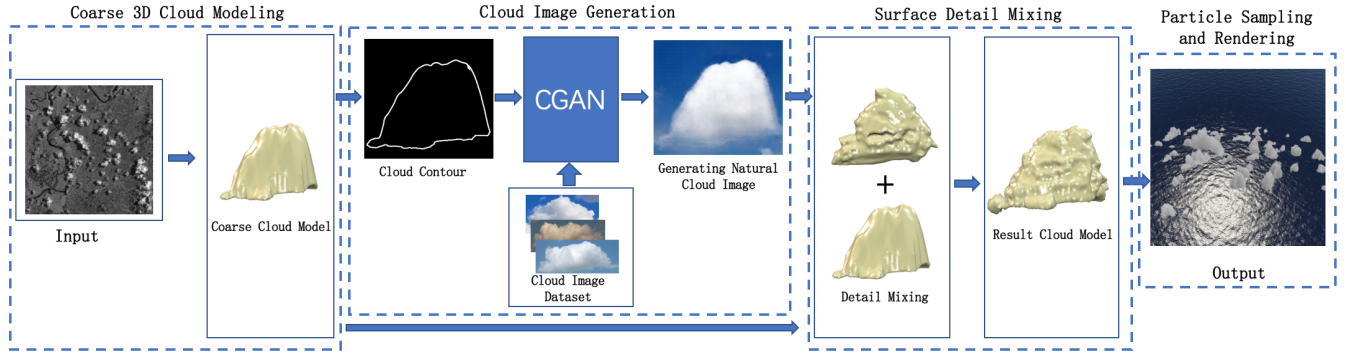 Coarse 3D Cloud Modeling
Input
Coarse Cloud Model
Cloud Image Generation
Cloud Contour
CGAN
Generating Natural
Cloud Image
Cloud Image
Dataset
Surface Detail Mixing
+
Detail Mixing
Result Cloud Model
Particle Sampling
and Rendering
Output